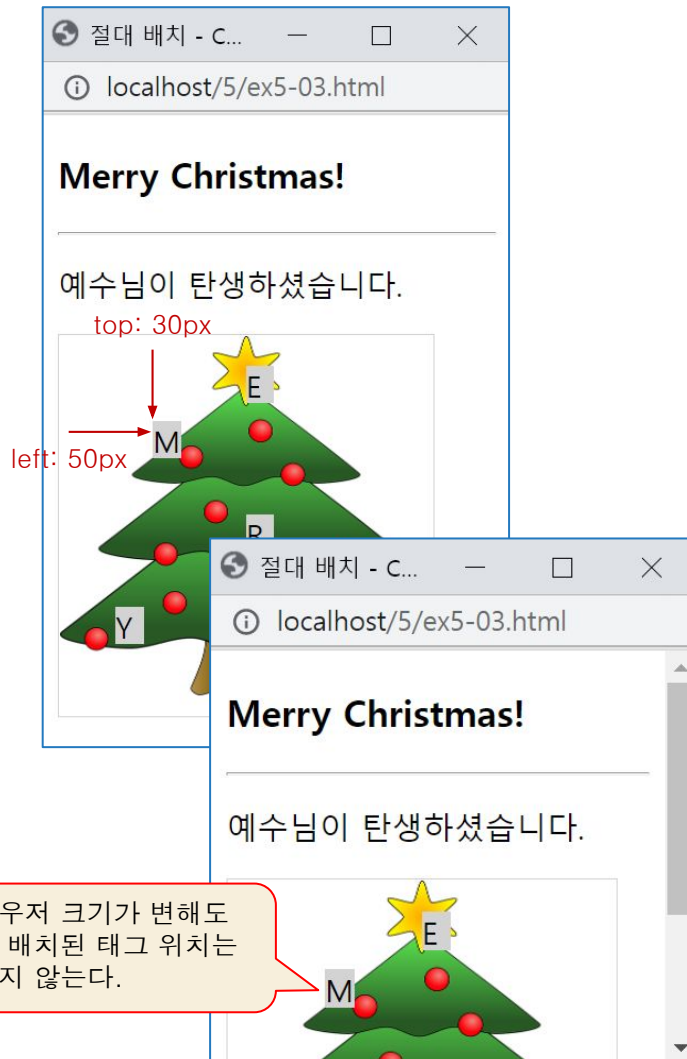 절대 배치 - C...
localhost/5/ex5-03.html
Merry Christmas!
예수님이 탄생하셨습니다.
top: 30px
E
M
left: 50px
R
Y
절대 배치 - C...
localhost/5/ex5-03.html
Merry Christmas!
예수님이 탄생하셨습니다.
E
우저 크기가 변해도
배치된 태그 위치는
지 않는다.
M